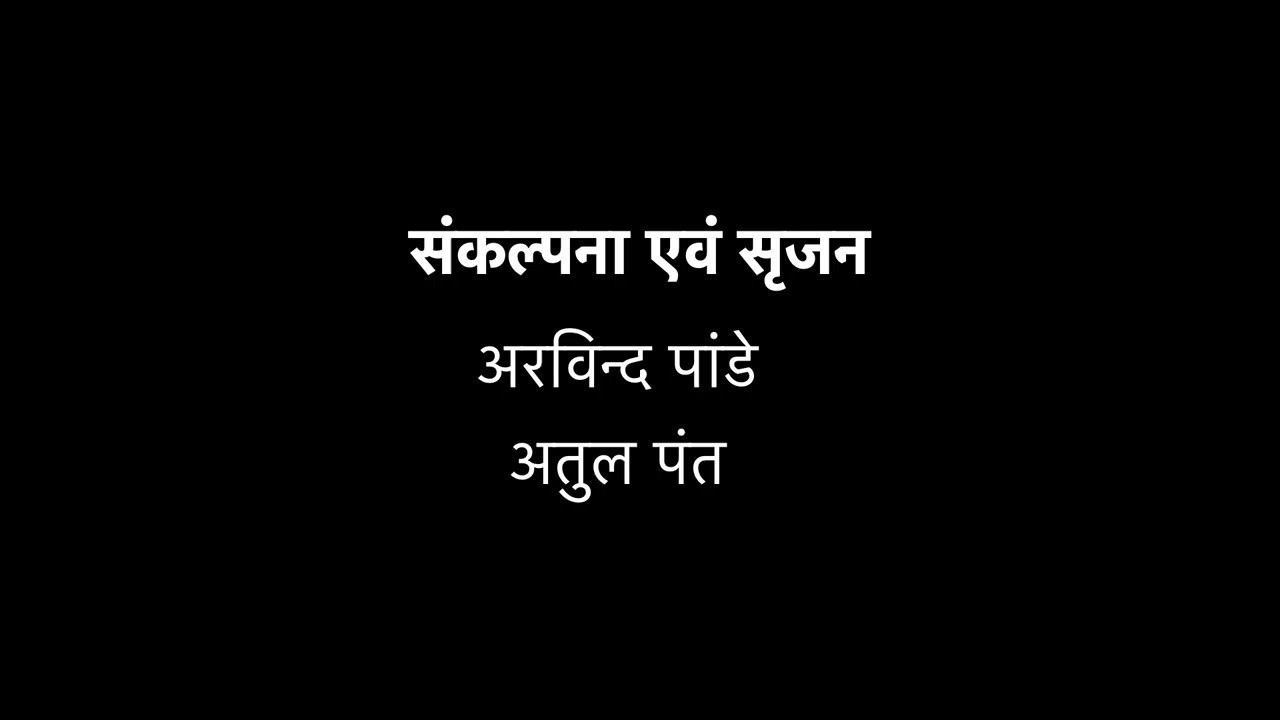 संकल्पना एवं सृजन
अरविन्द पांडे
अतुल पंत